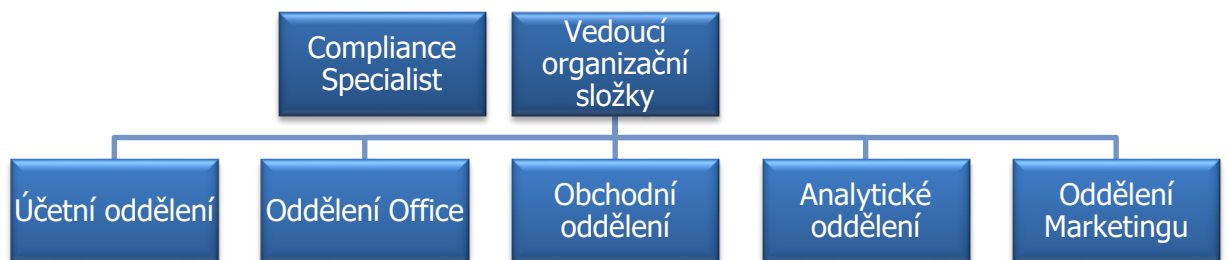 Compliance
Specialist
Vedoucí
organizační
složky
Účetní oddělení
Oddělení Office
Obchodní
oddělení
Analytické
oddělení
Oddělení
Marketingu